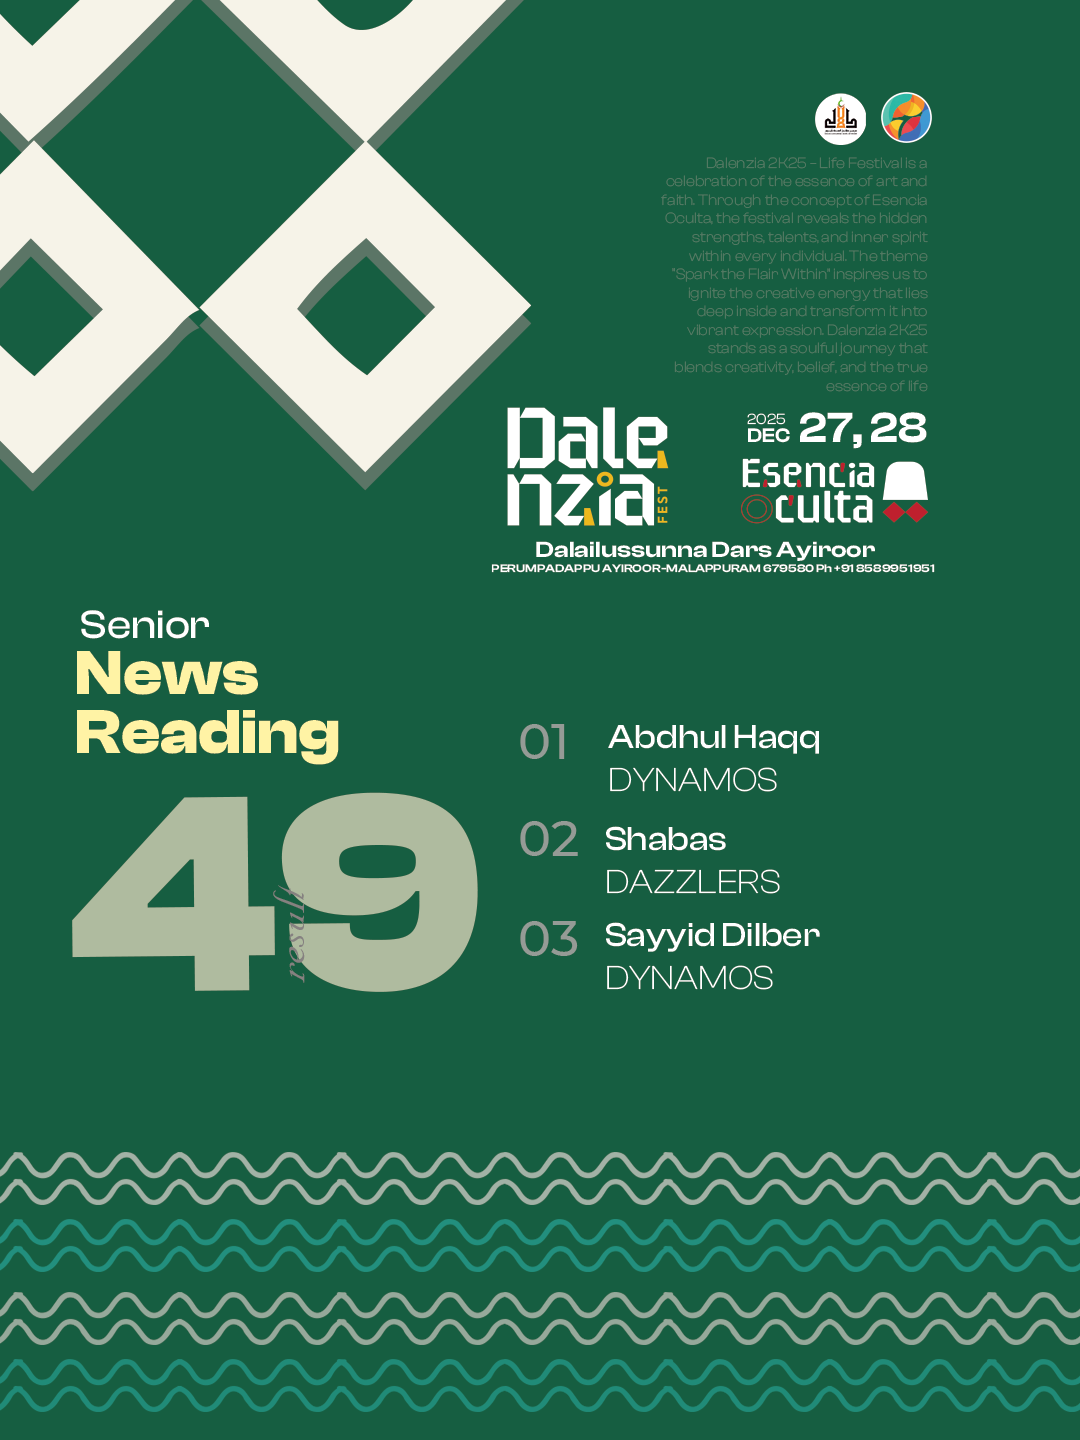 Dalenzia 2K25 – Life Festival is a
celebration of the essence of art and
faith. Through the concept of Esencia
Oculta, the festival reveals the hidden
strengths, talents, and inner spirit
within every individual. The theme
"Spark the Flair Within" inspires us to
ignite the creative energy that lies
deep inside and transform it into
vibrant expression. Dalenzia 2K25
stands as a soulful journey that
blends creativity, belief, and the true
essence of life
Dale
nzia
FEST
2025
DEC 27, 28
Esencia
Oculta
Dalailussunna Dars Ayiroor
PERUMPADAPPU AYIROOR-MALAPPURAM 679580 Ph +91 8589951951
Senior
News
Reading
49
result
01 Abdhul Haqq
DYNAMOS
02 Shabas
DAZZLERS
03 Sayyid Dilber
DYNAMOS